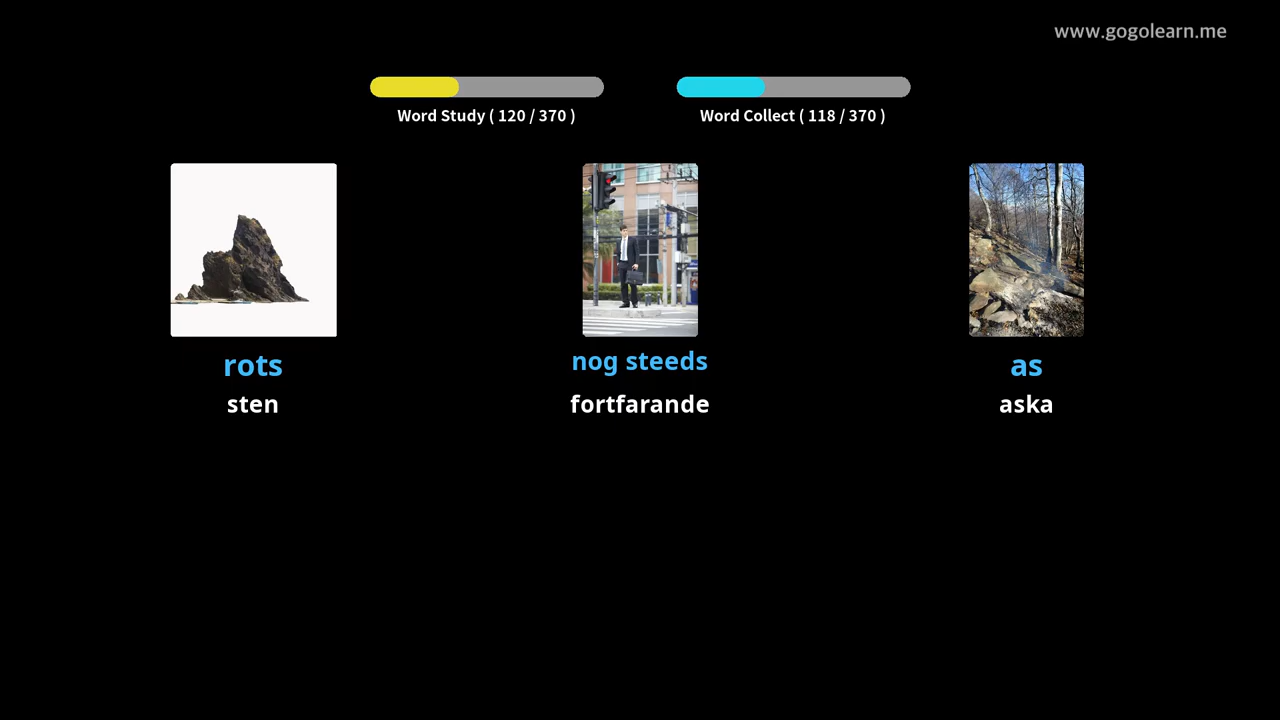 www.gogolearn.me
Word Study ( 120 / 370 )
Word Collect ( 118 / 370 )
rots
nog steeds
as
sten
fortfarande
aska